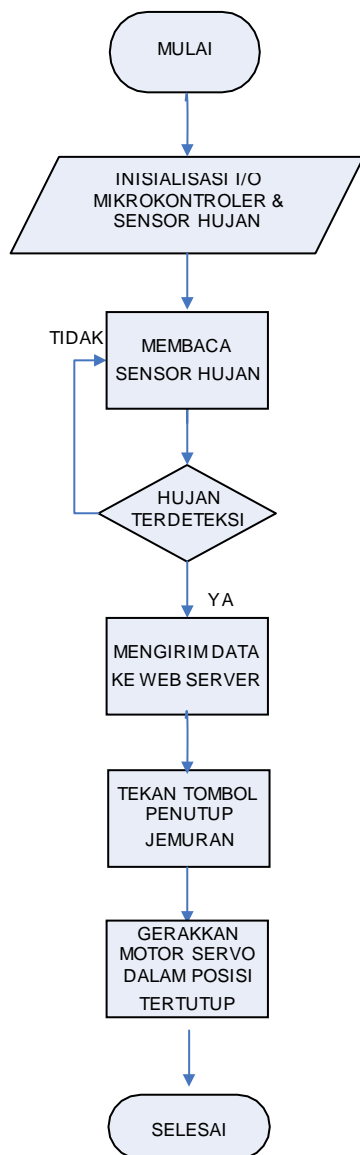 MULAI
INISIALISASI I/O
MIKROKONTROLER &
SENSOR HUJAN
TIDAK
MEMBACA
SENSOR HUJAN
HUJAN
TERDETEKSI
YA
MENGIRIM DATA
KE WEB SERVER
TEKAN TOMBOL
PENUTUP
JEMURAN
GERAKKAN
MOTOR SERVO
DALAM POSISI
TERTUTUP
SELESAI